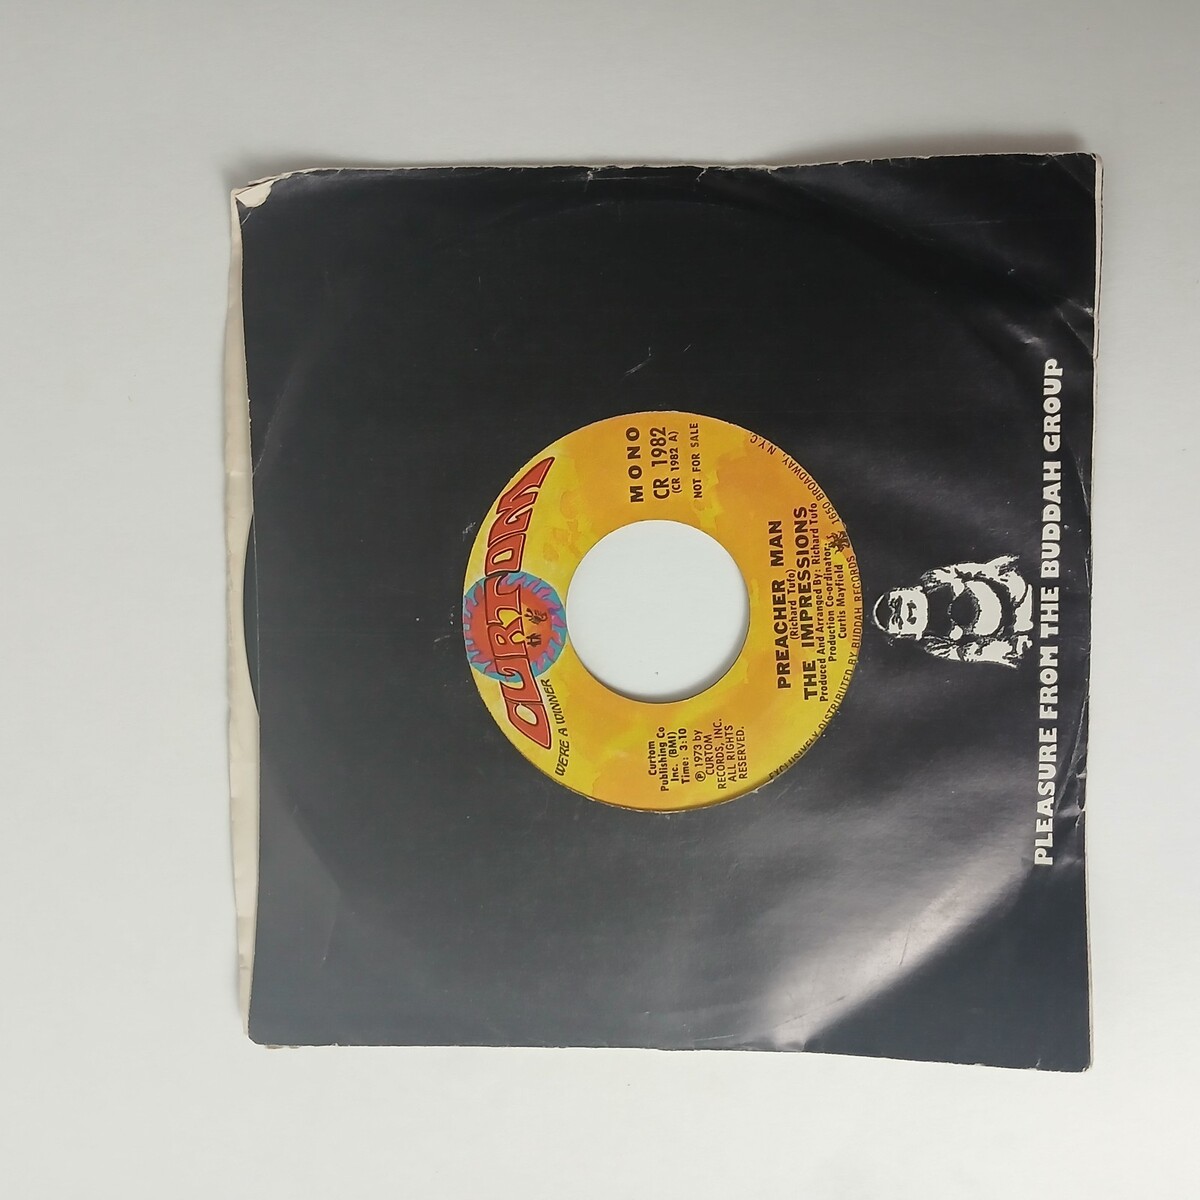 CURTOM
WE'RE A WINNER
MONO
CR 1982
(CR 1982 A)
NOT FOR SALE
Curtom
Publishing Co
Inc. (BMI)
Time: 3:10
℗ 1973 by
CURTOM
RECORDS, INC.
ALL RIGHTS
RESERVED.
PREACHER MAN
(Richard Tufo)
THE IMPRESSIONS
Produced And Arranged By: Richard Tufo
Production Co-ordinator:
Curtis Mayfield
EXCLUSIVELY DISTRIBUTED BY BUDDAH RECORDS 1650 BROADWAY, N.Y.C.
PLEASURE FROM THE BUDDAH GROUP